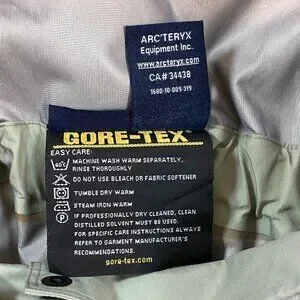 ARC'TERYX
Equipment Inc.
www.arcteryx.com
CA# 34438
1600-10-009-319
GORE-TEX®
EASY CARE:
MACHINE WASH WARM SEPARATELY,
RINSE THOROUGHLY
DO NOT USE BLEACH OR FABRIC SOFTENER
TUMBLE DRY WARM
STEAM IRON WARM
IF PROFESSIONALLY DRY CLEANED, CLEAN
DISTILLED SOLVENT MUST BE USED.
FOR SPECIFIC CARE INSTRUCTIONS ALWAYS
REFER TO GARMENT MANUFACTURER'S
RECOMMENDATIONS.
gore-tex.com